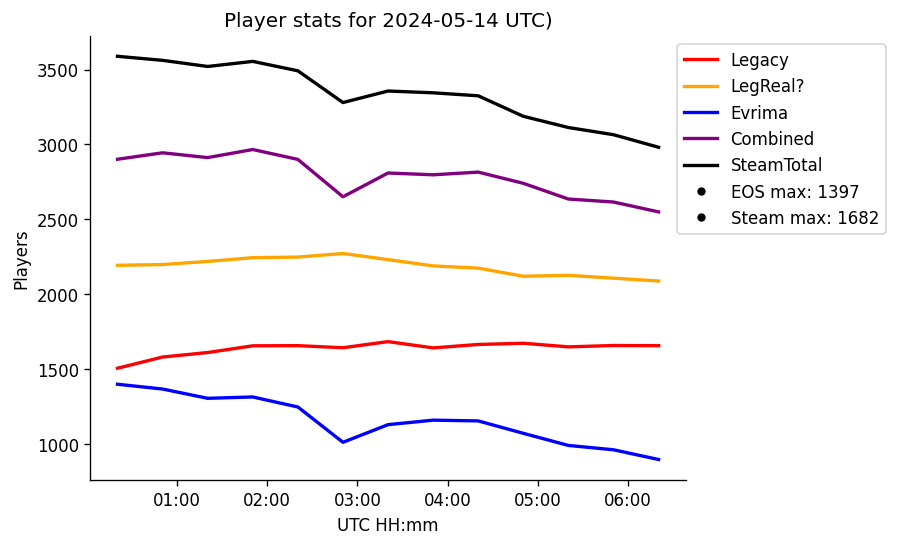 Player stats for 2024-05-14 UTC)
3500
3000
2500
2000
1500
1000
Players
01:00 02:00 03:00 04:00 05:00 06:00
UTC HH:mm
Legacy
LegReal?
Evrima
Combined
SteamTotal
EOS max: 1397
Steam max: 1682